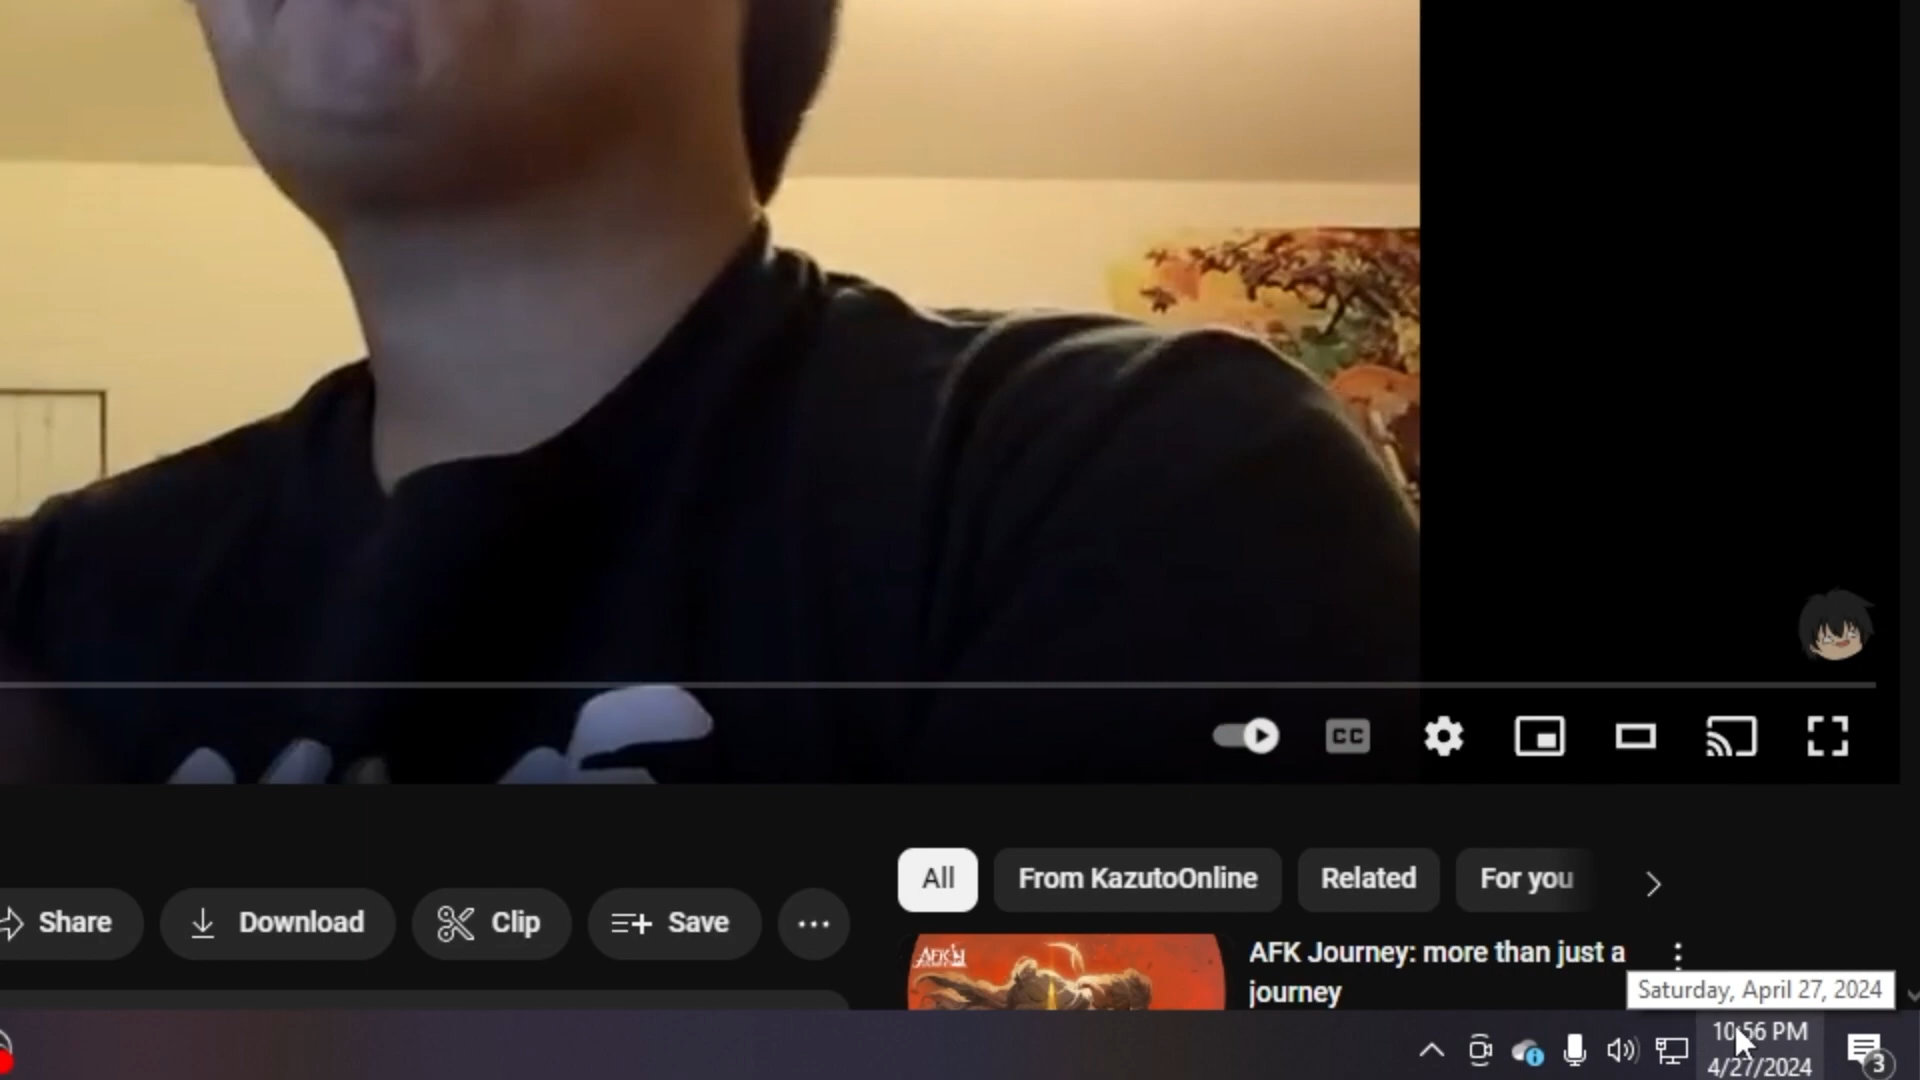 CC
All
From KazutoOnline
Related
For you
Share
Download
Clip
Save
AFK Journey: more than just a
journey
AFK
Saturday, April 27, 2024
10:56 PM
4/27/2024
3